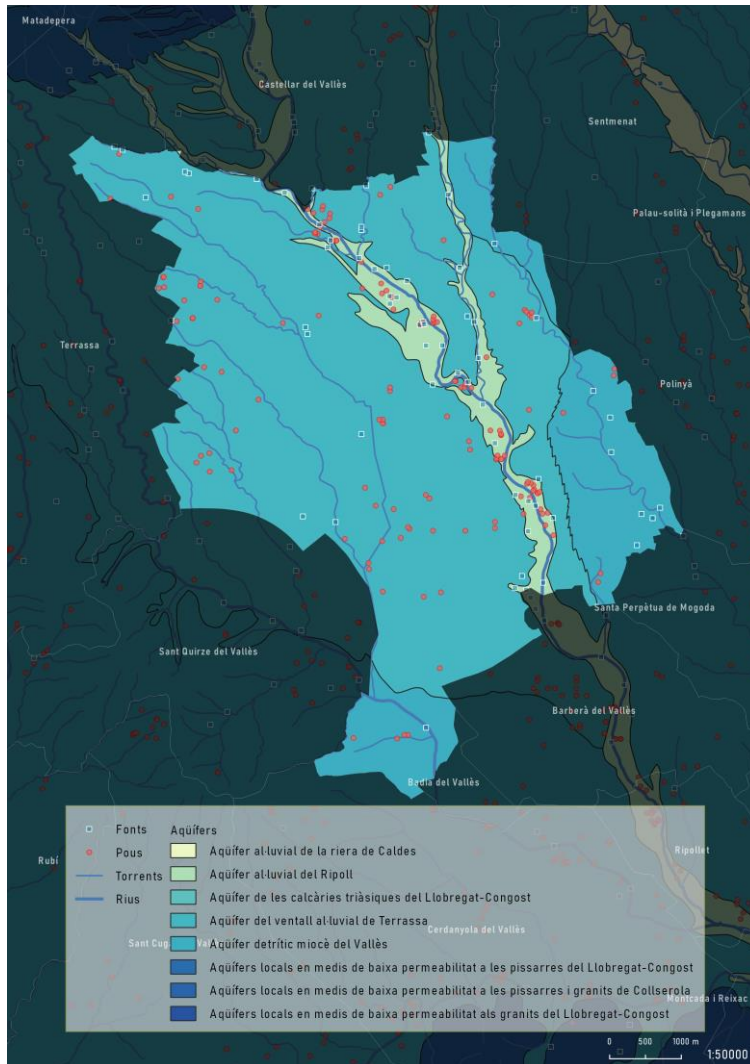 Matadepera
Castellar del Vallès
Sentmenat
Palau-solità i Plegamans
Terrassa
Polinyà
Santa Perpètua de Mogoda
Sant Quirze del Vallès
Barberà del Vallès
Badia del Vallès
Fonts
Pous
Torrents
Rius
Aqüífers
Aqüífer al·luvial de la riera de Caldes
Aqüífer al·luvial del Ripoll
Aqüífer de les calcàries triàsiques del Llobregat-Congost
Aqüífer del ventall al·luvial de Terrassa
Aqüífer detrític miocè del Vallès
Aqüífers locals en medis de baixa permeabilitat a les pissarres del Llobregat-Congost
Aqüífers locals en medis de baixa permeabilitat a les pissarres i granits de Collserola
Aqüífers locals en medis de baixa permeabilitat als granits del Llobregat-Congost
Rubí
Ripollet
Sant Cugat Vallès
Cerdanyola del Vallès
Montcada i Reixac
0 500 1000 m
1:50000